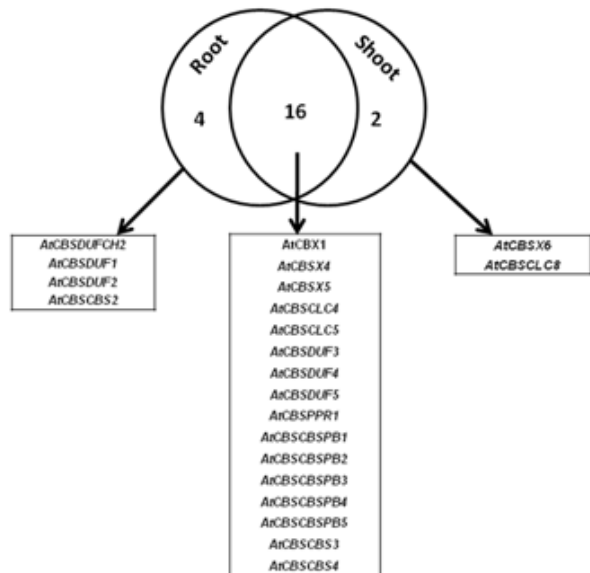 Root
Shoot
4
16
2
AtCBSDUFCH2
AtCBSDUF1
AtCBSDUF2
AtCBSCBS2
AtCBX1
AtCBSX4
AtCBSX5
AtCBSCLC4
AtCBSCLC5
AtCBSDUF3
AtCBSDUF4
AtCBSDUF5
AtCBSPPR1
AtCBSCBSPB1
AtCBSCBSPB2
AtCBSCBSPB3
AtCBSCBSPB4
AtCBSCBSPB5
AtCBSCBS3
AtCBSCBS4
AtCBSX6
AtCBSCLC8